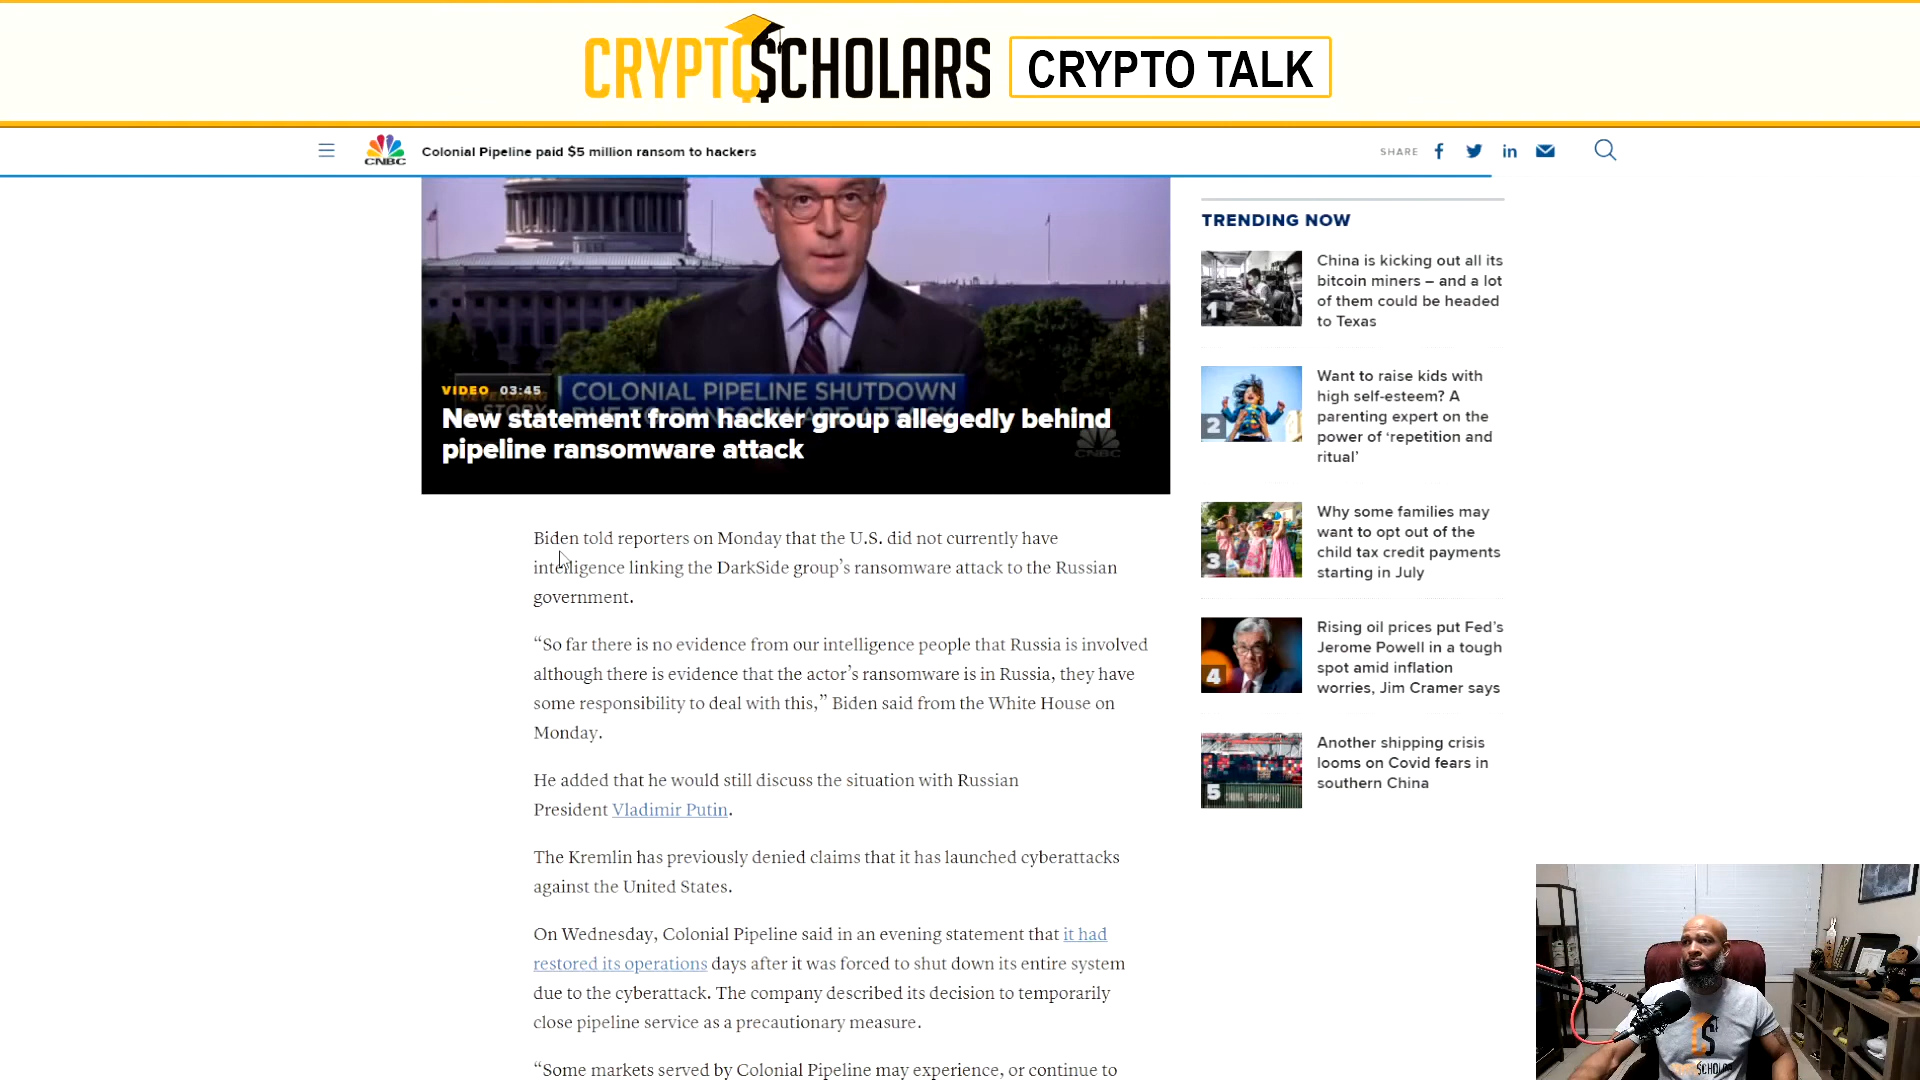 CRYPTO$CHOLARS CRYPTO TALK
CNBC Colonial Pipeline paid $5 million ransom to hackers SHARE
VIDEO 03:45
COLONIAL PIPELINE SHUTDOWN
New statement from hacker group allegedly behind
pipeline ransomware attack
CNBC
Biden told reporters on Monday that the U.S. did not currently have
intelligence linking the DarkSide group’s ransomware attack to the Russian
government.
“So far there is no evidence from our intelligence people that Russia is involved
although there is evidence that the actor’s ransomware is in Russia, they have
some responsibility to deal with this,” Biden said from the White House on
Monday.
He added that he would still discuss the situation with Russian
President Vladimir Putin.
The Kremlin has previously denied claims that it has launched cyberattacks
against the United States.
On Wednesday, Colonial Pipeline said in an evening statement that it had
restored its operations days after it was forced to shut down its entire system
due to the cyberattack. The company described its decision to temporarily
close pipeline service as a precautionary measure.
“Some markets served by Colonial Pipeline may experience, or continue to
TRENDING NOW
1
China is kicking out all its
bitcoin miners – and a lot
of them could be headed
to Texas
2
Want to raise kids with
high self-esteem? A
parenting expert on the
power of ‘repetition and
ritual’
3
Why some families may
want to opt out of the
child tax credit payments
starting in July
4
Rising oil prices put Fed’s
Jerome Powell in a tough
spot amid inflation
worries, Jim Cramer says
5
Another shipping crisis
looms on Covid fears in
southern China